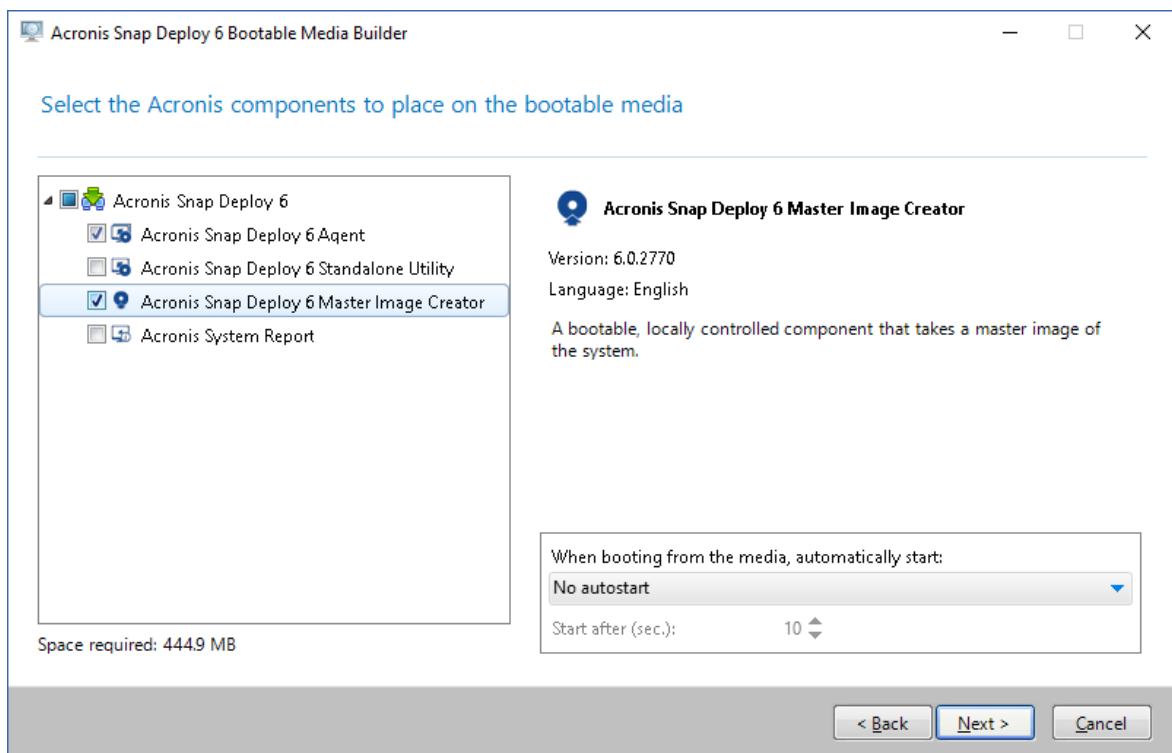 Acronis Snap Deploy 6 Bootable Media Builder
Select the Acronis components to place on the bootable media
Acronis Snap Deploy 6
Acronis Snap Deploy 6 Agent
Acronis Snap Deploy 6 Standalone Utility
Acronis Snap Deploy 6 Master Image Creator
Acronis System Report
Space required: 444.9 MB
Acronis Snap Deploy 6 Master Image Creator
Version: 6.0.2770
Language: English
A bootable, locally controlled component that takes a master image of
the system.
When booting from the media, automatically start:
No autostart
Start after (sec.): 10
< Back Next > Cancel